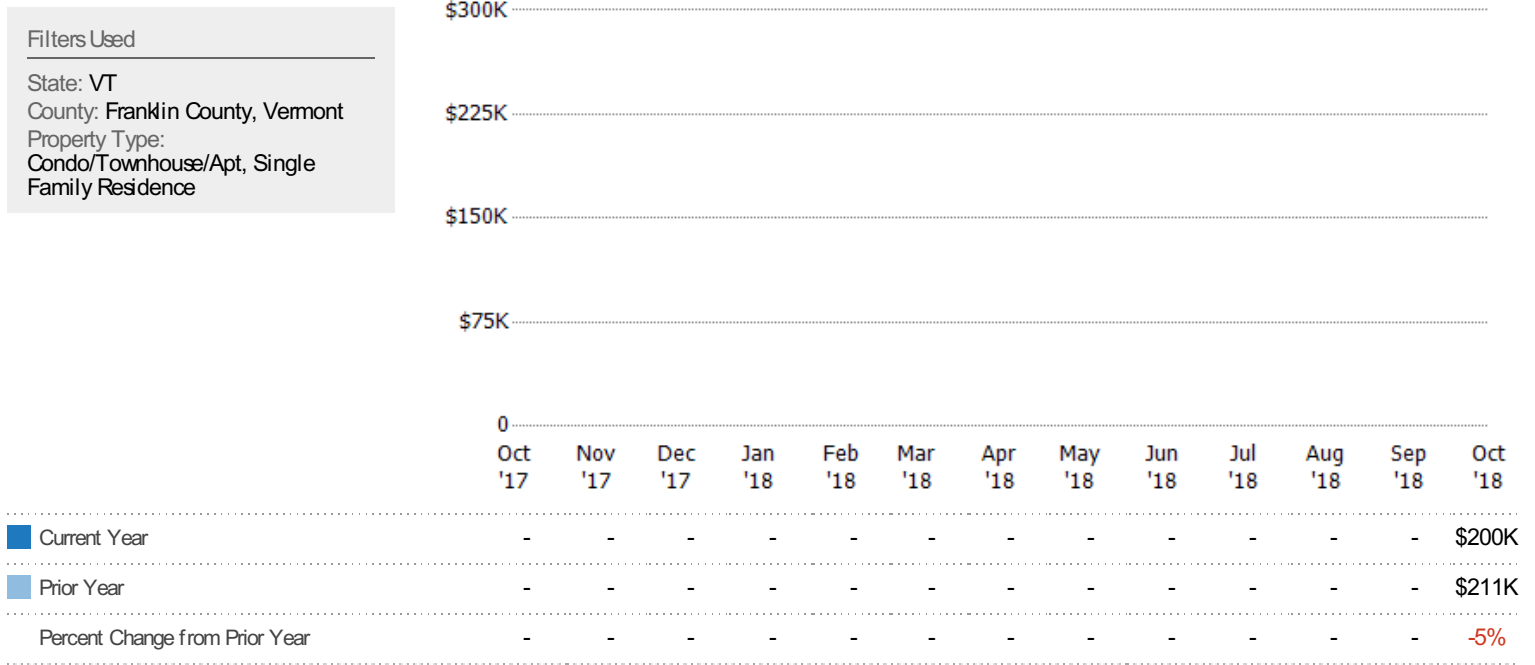 Filters Used
State: VT
County: Franklin County, Vermont
Property Type:
Condo/Townhouse/Apt, Single
Family Residence
$300K
$225K
$150K
$75K
0
Oct Nov Dec Jan Feb Mar Apr May Jun Jul Aug Sep Oct
'17 '17 '17 '18 '18 '18 '18 '18 '18 '18 '18 '18 '18
Current Year - - - - - - - - - - - - $200K
Prior Year - - - - - - - - - - - - $211K
Percent Change from Prior Year - - - - - - - - - - - - -5%